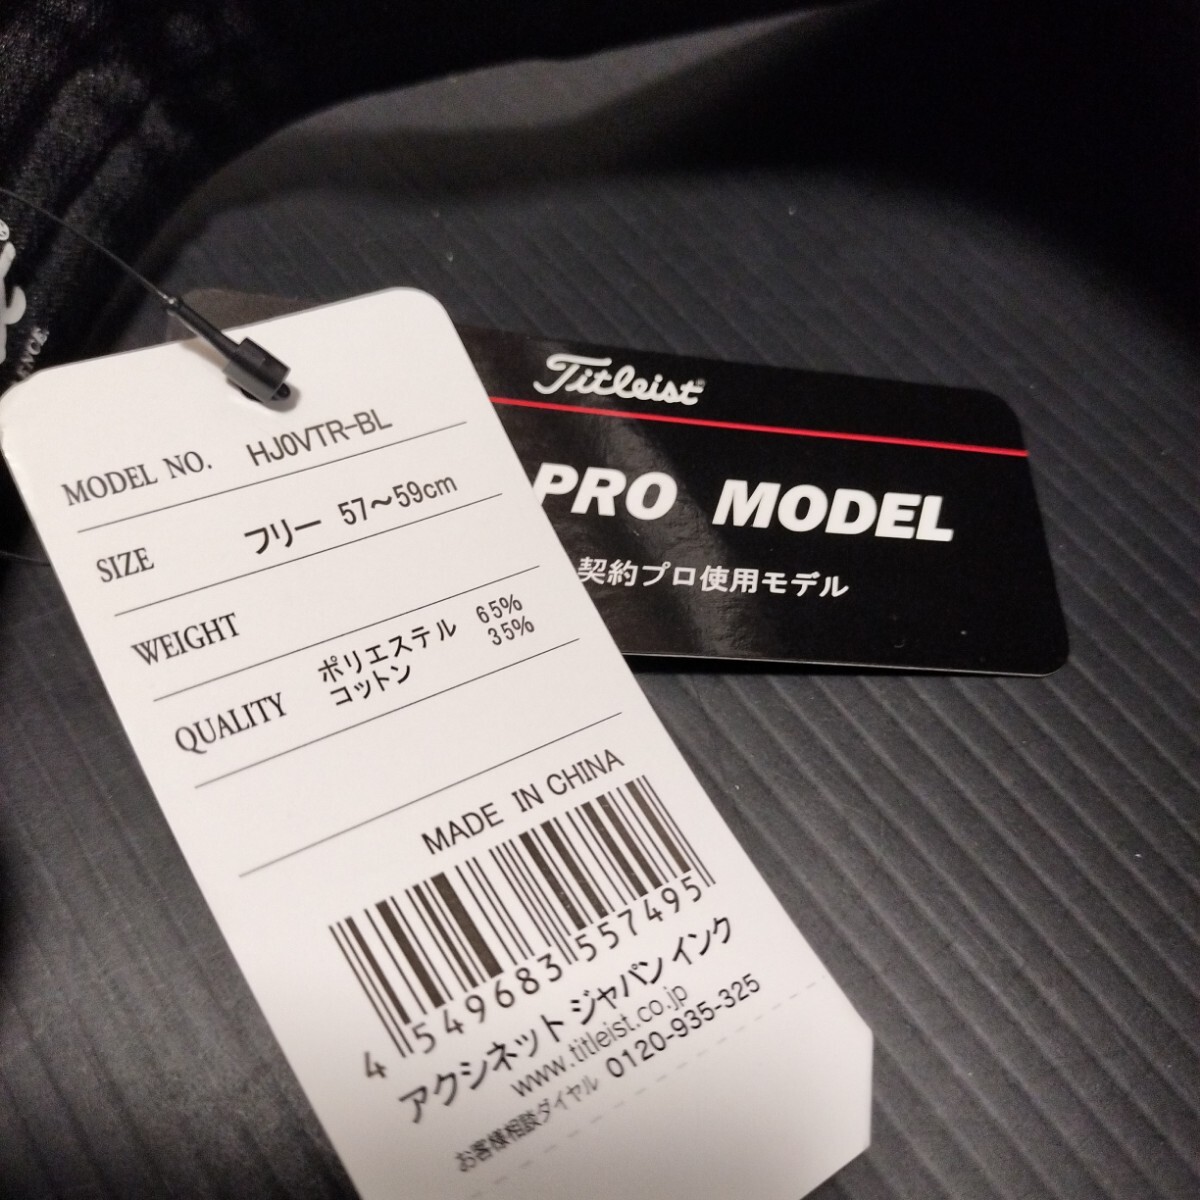 MODEL NO. HJ0VTR-BL
SIZE フリー 57～59cm
WEIGHT
QUALITY ポリエステル 65%
コットン 35%
MADE IN CHINA
4 549683 557495
アクシネット ジャパン インク
www.titleist.co.jp
お客様相談ダイヤル 0120-935-325
Titleist®
PRO MODEL
契約プロ使用モデル